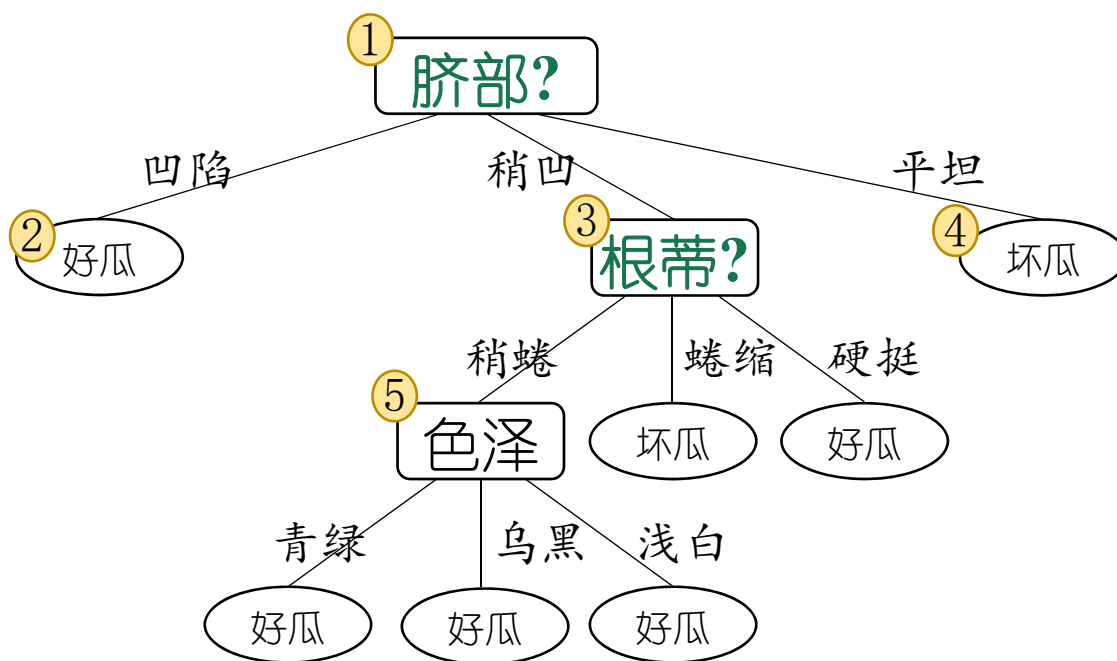 1
脐部?
凹陷
稍凹
平坦
2
好瓜
3
根蒂?
4
坏瓜
稍蜷
蜷缩
硬挺
5
色泽
坏瓜
好瓜
青绿
乌黑
浅白
好瓜
好瓜
好瓜